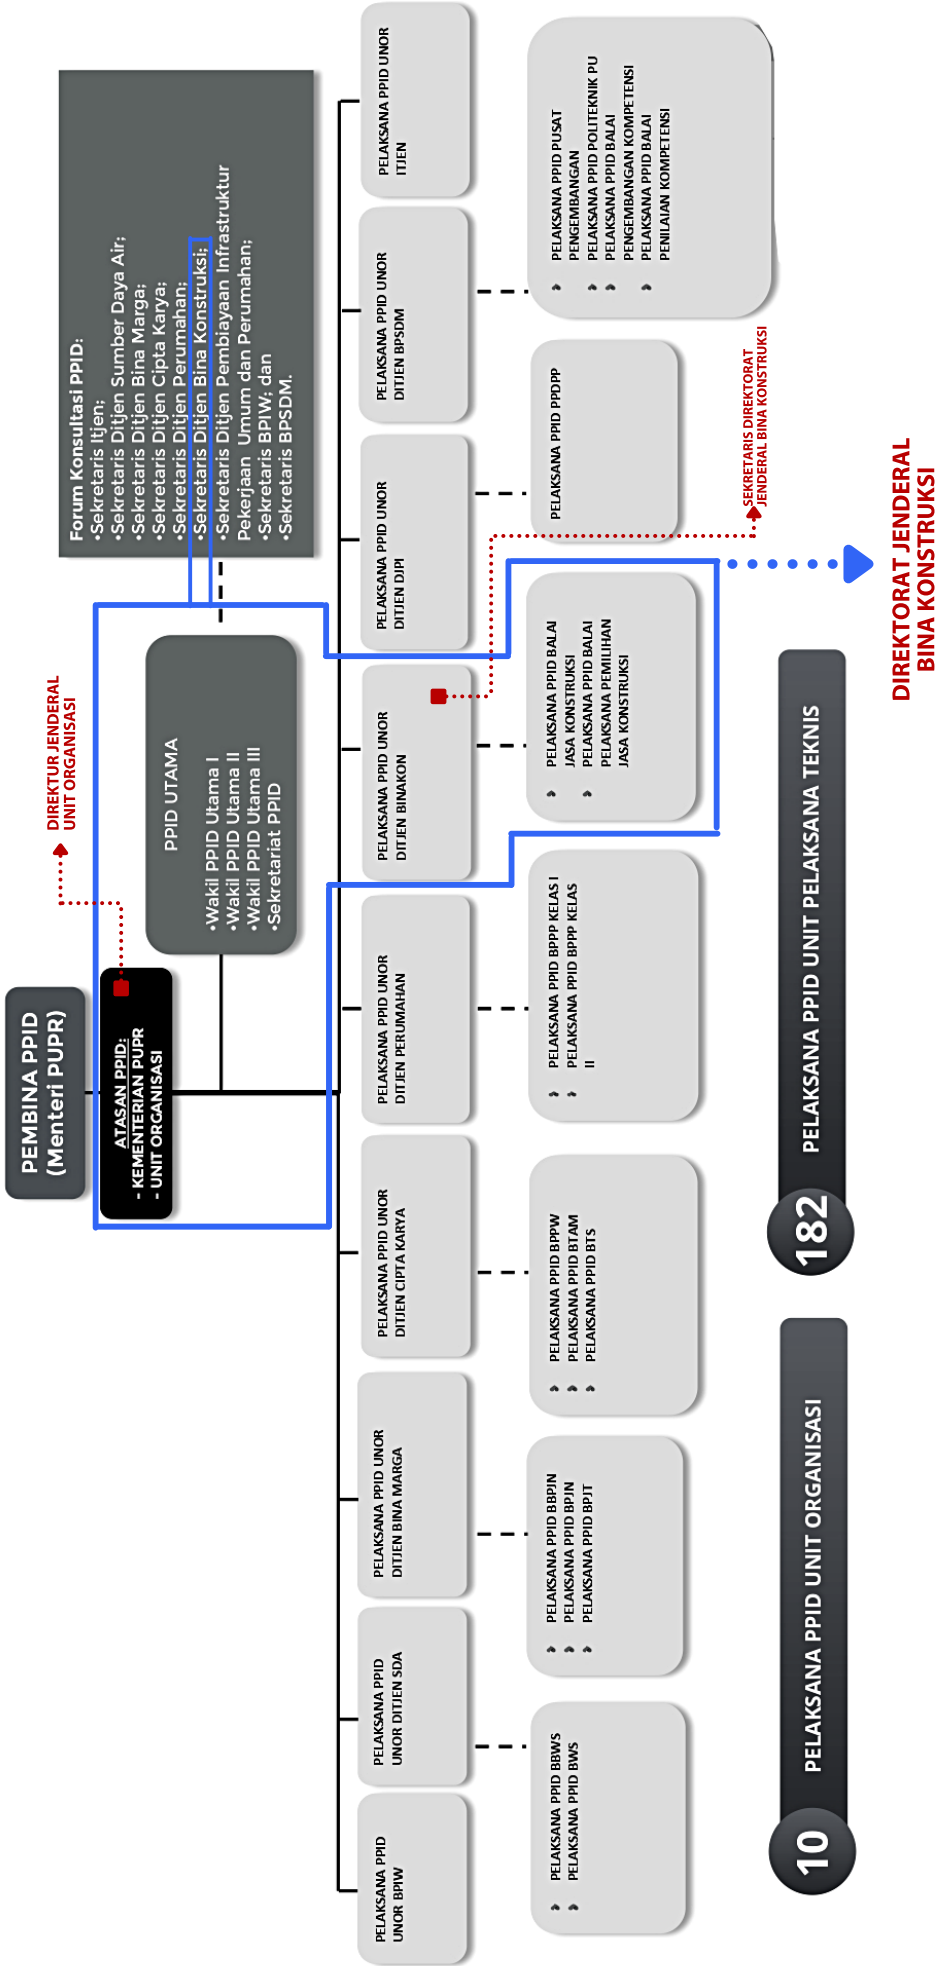 PEMBINA PPID
(Menteri PUPR)
ATASAN PPID:
- KEMENTERIAN PUPR
- UNIT ORGANISASI
DIREKTUR JENDERAL
UNIT ORGANISASI
PPID UTAMA
•Wakil PPID Utama I
•Wakil PPID Utama II
•Wakil PPID Utama III
•Sekretariat PPID
Forum Konsultasi PPID:
•Sekretaris Itjen;
•Sekretaris Ditjen Sumber Daya Air;
•Sekretaris Ditjen Bina Marga;
•Sekretaris Ditjen Cipta Karya;
•Sekretaris Ditjen Perumahan;
•Sekretaris Ditjen Bina Konstruksi;
•Sekretaris Ditjen Pembiayaan Infrastruktur
Pekerjaan Umum dan Perumahan;
•Sekretaris BPIW; dan
•Sekretaris BPSDM.
PELAKSANA PPID
UNOR BPIW
PELAKSANA PPID
UNOR DITJEN SDA
PELAKSANA PPID UNOR
DITJEN BINA MARGA
PELAKSANA PPID UNOR
DITJEN CIPTA KARYA
PELAKSANA PPID UNOR
DITJEN PERUMAHAN
PELAKSANA PPID UNOR
DITJEN BINAKON
PELAKSANA PPID UNOR
DITJEN DJPI
PELAKSANA PPID UNOR
DITJEN BPSDM
PELAKSANA PPID UNOR
ITJEN
PELAKSANA PPID BBWS
PELAKSANA PPID BWS
PELAKSANA PPID BBPJN
PELAKSANA PPID BPJN
PELAKSANA PPID BPJT
PELAKSANA PPID BPPW
PELAKSANA PPID BTAM
PELAKSANA PPID BTS
PELAKSANA PPID BPPP KELAS I
PELAKSANA PPID BPPP KELAS
II
PELAKSANA PPID BALAI
JASA KONSTRUKSI
PELAKSANA PPID BALAI
PELAKSANA PEMILIHAN
JASA KONSTRUKSI
PELAKSANA PPID PPDPP
PELAKSANA PPID PUSAT
PENGEMBANGAN
PELAKSANA PPID POLITEKNIK PU
PELAKSANA PPID BALAI
PENGEMBANGAN KOMPETENSI
PELAKSANA PPID BALAI
PENILAIAN KOMPETENSI
SEKRETARIS DIREKTORAT
JENDERAL BINA KONSTRUKSI
10
PELAKSANA PPID UNIT ORGANISASI
182
PELAKSANA PPID UNIT PELAKSANA TEKNIS
DIREKTORAT JENDERAL
BINA KONSTRUKSI